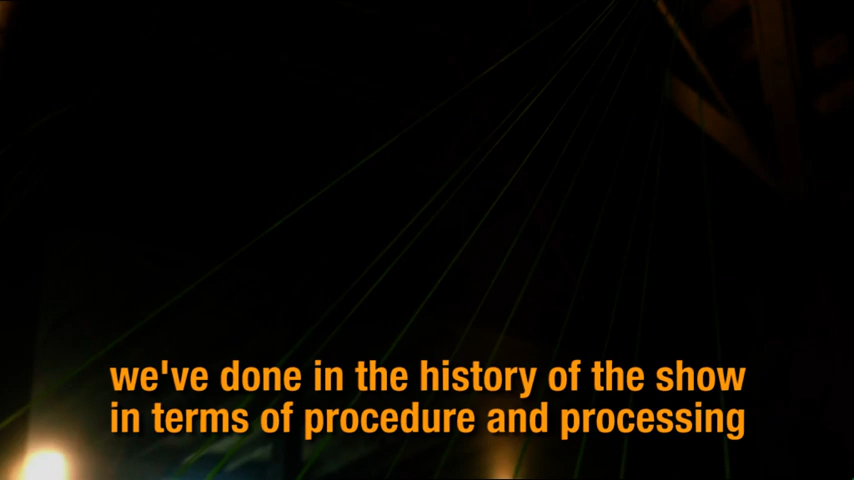 we've done in the history of the show
in terms of procedure and processing